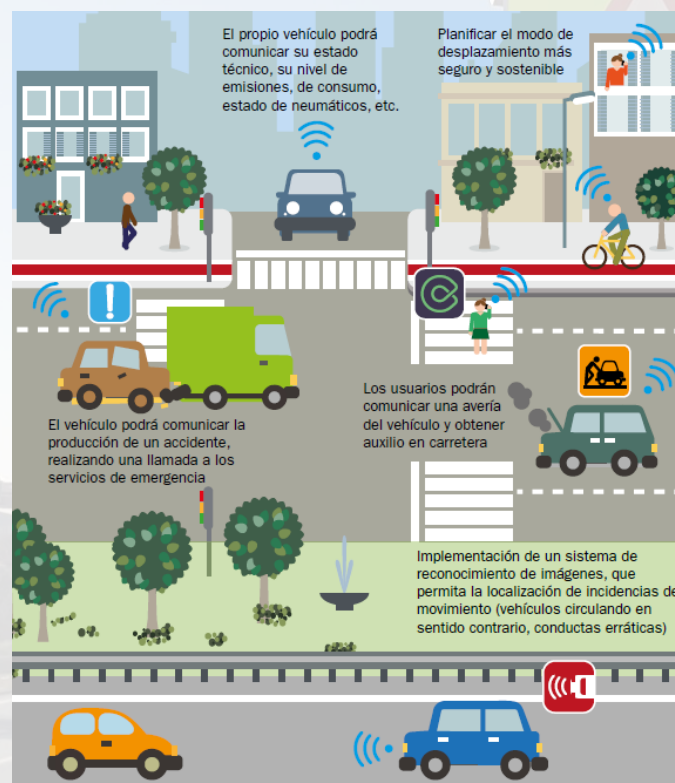 El propio vehículo podrá
comunicar su estado
técnico, su nivel de
emisiones, de consumo,
estado de neumáticos, etc.
Planificar el modo de
desplazamiento más
seguro y sostenible
El vehículo podrá comunicar la
producción de un accidente,
realizando una llamada a los
servicios de emergencia
Los usuarios podrán
comunicar una avería
del vehículo y obtener
auxilio en carretera
Implementación de un sistema de
reconocimiento de imágenes, que
permita la localización de incidencias de
movimiento (vehículos circulando en
sentido contrario, conductas erráticas)